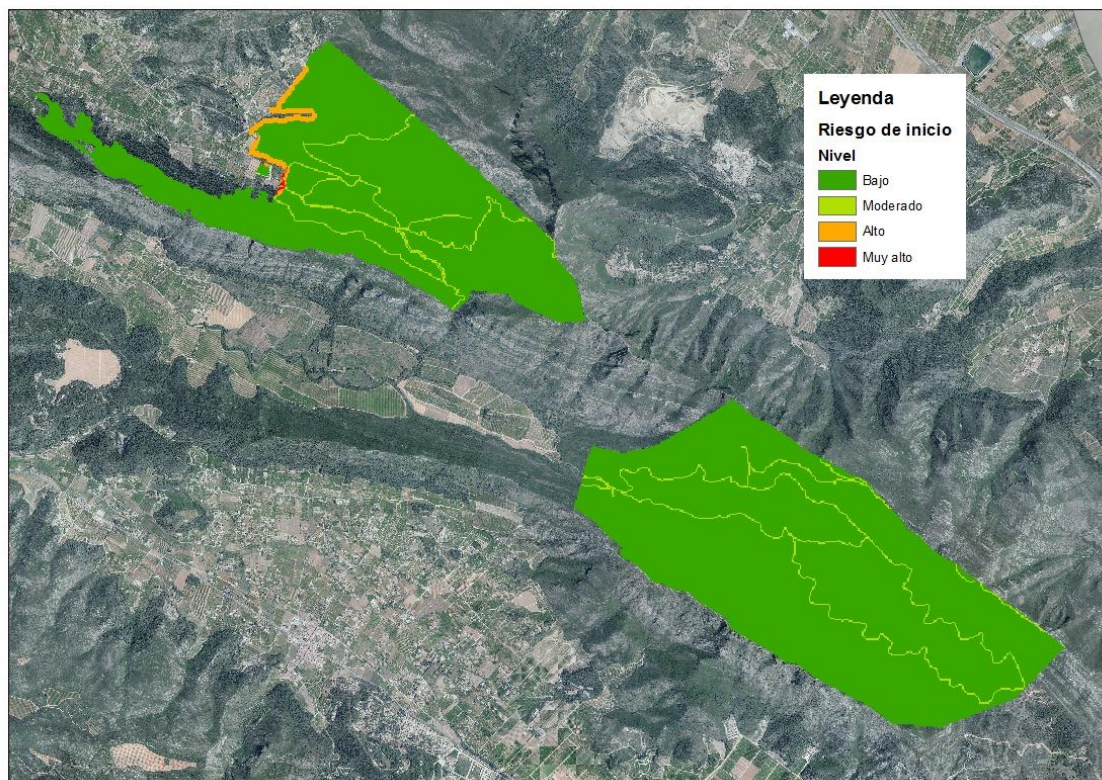 Leyenda
Riesgo de inicio
Nivel
Bajo
Moderado
Alto
Muy alto